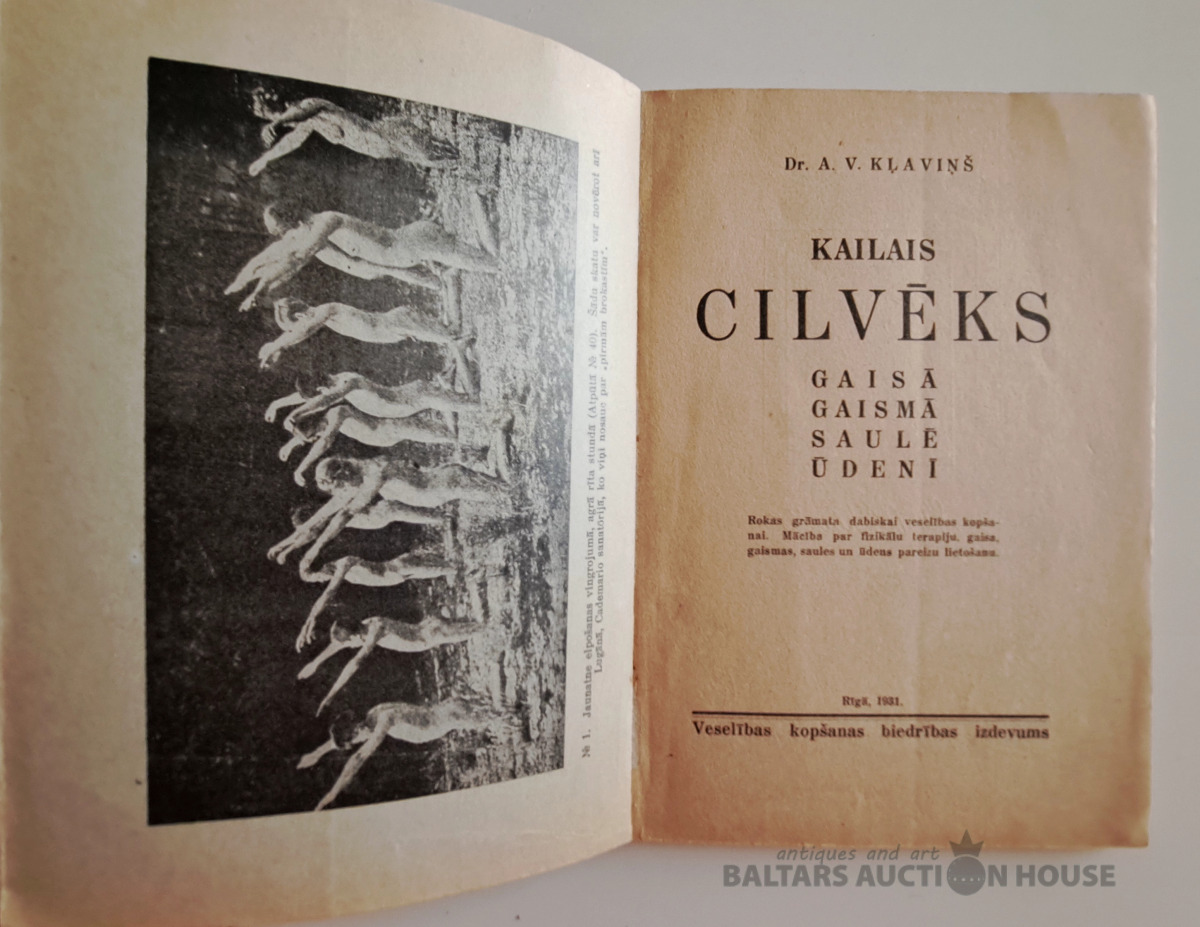 № 1. Jaunatne elpošanas vingrojumā, agrā rīta stundā (Atpūtā № 40). Šādu skatu var novērot arī
Lugānā, Cademario sanatorijā, ko viņi nosauc par „pirmām brokastīm".
Dr. A. V. KĻAVIŅŠ
KAILAIS
CILVĒKS
GAISĀ
GAISMĀ
SAULĒ
ŪDENĪ
Rokas grāmata dabiskai veselības kopša-
nai. Mācība par fizikālu terapiju, gaisa,
gaismas, saules un ūdens pareizu lietošanu.
Rīgā, 1931.
Veselības kopšanas biedrības izdevums
antiques and art
BALTARS AUCTION HOUSE